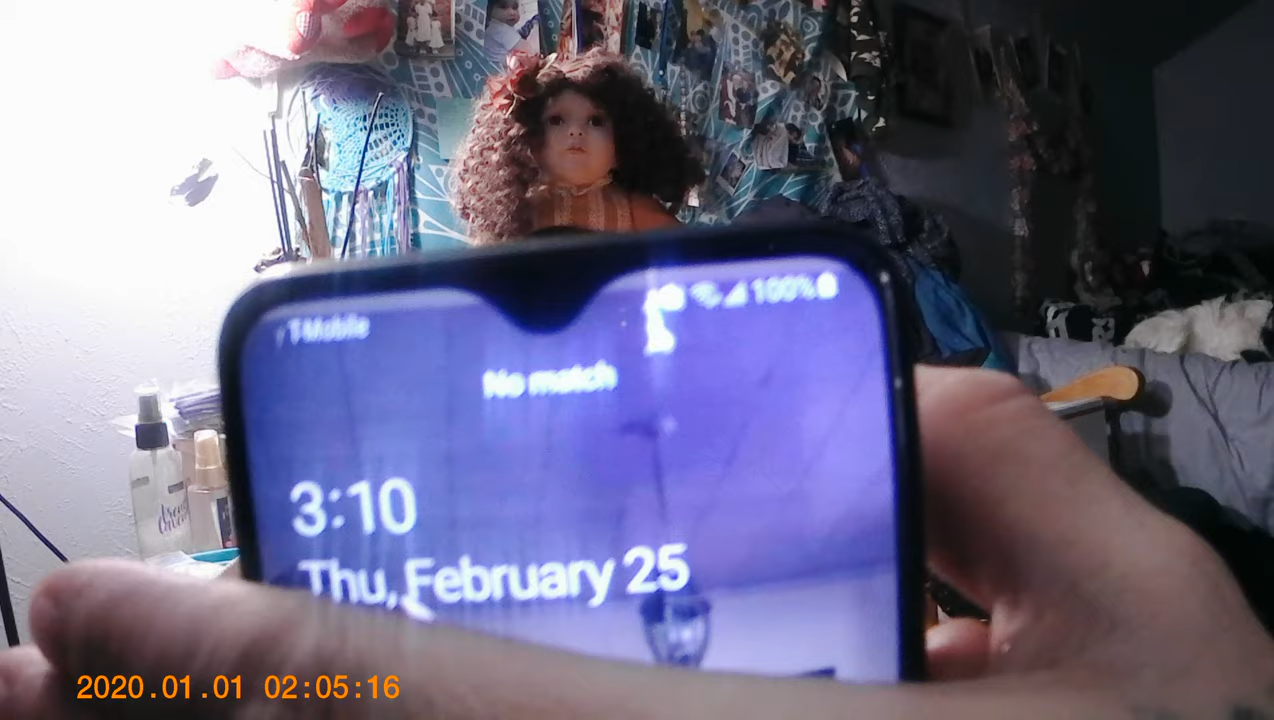 T-Mobile
100%
No match
3:10
Thu, February 25
2020.01.01 02:05:16